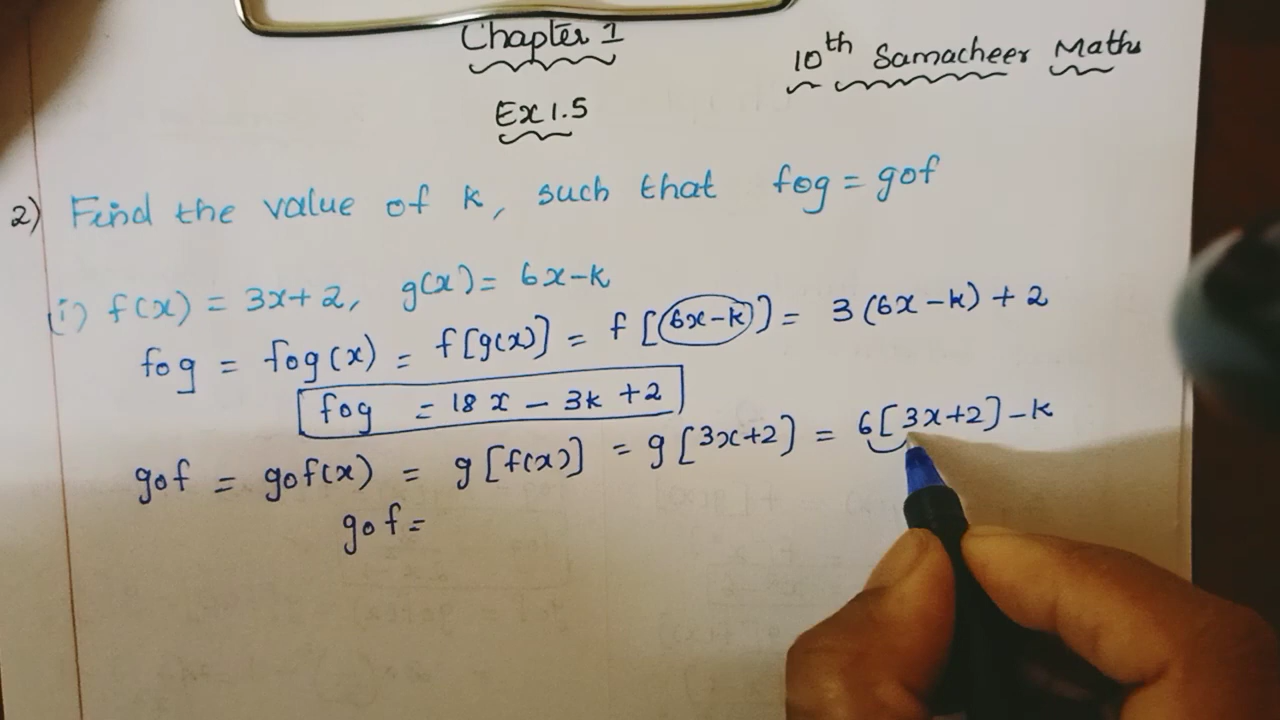 Chapter 1
10th Samacheer Maths
Ex 1.5
2) Find the value of k, such that fog = gof
(i) f(x) = 3x+2, g(x) = 6x-k
fog = fog(x) = f[g(x)] = f[6x-k] = 3(6x-k)+2
fog = 18x - 3k +2
gof = gof(x) = g[f(x)] = g[3x+2] = 6[3x+2]-k
gof =